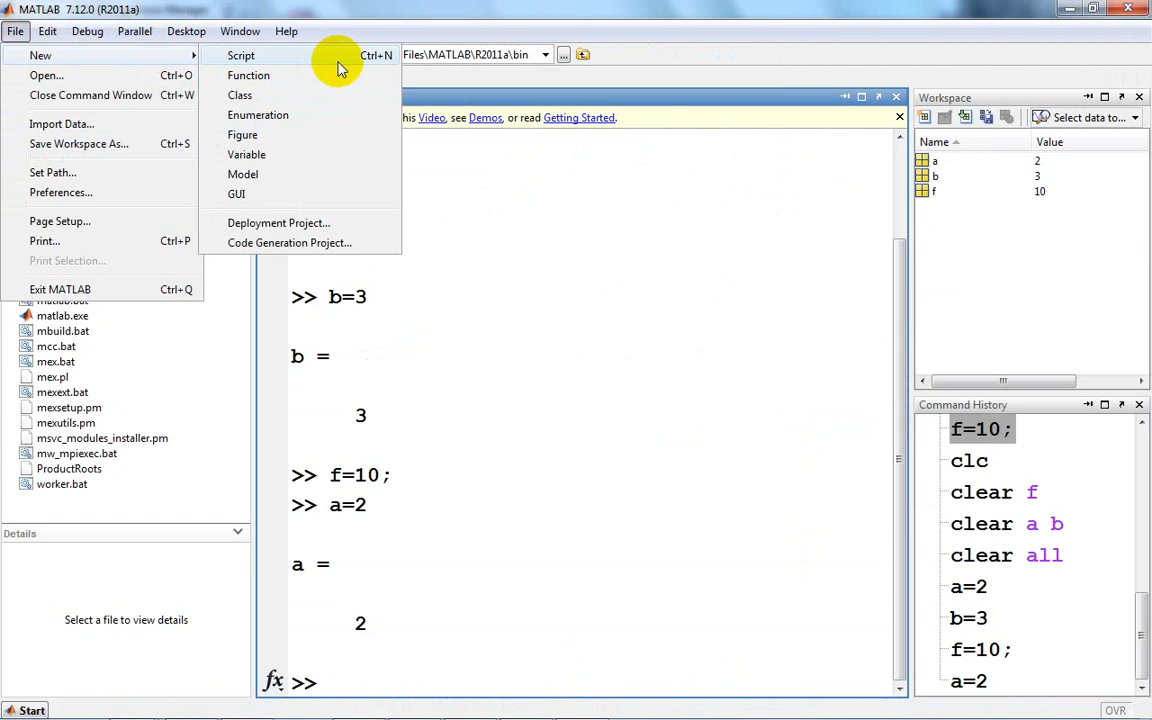 MATLAB 7.12.0 (R2011a)
File Edit Debug Parallel Desktop Window Help
New
Open... Ctrl+O
Close Command Window Ctrl+W
Import Data...
Save Workspace As... Ctrl+S
Set Path...
Preferences...
Page Setup...
Print... Ctrl+P
Print Selection...
Exit MATLAB Ctrl+Q
Script Ctrl+N
Function
Class
Enumeration
Figure
Variable
Model
GUI
Deployment Project...
Code Generation Project...
Files\MATLAB\R2011a\bin
...
his Video, see Demos, or read Getting Started.
matlab.exe
mbuild.bat
mcc.bat
mex.bat
mex.pl
mexext.bat
mexsetup.pm
mexutils.pm
msvc_modules_installer.pm
mw_mpiexec.bat
ProductRoots
worker.bat
Details
Select a file to view details
>> b=3
b =
3
>> f=10;
>> a=2
a =
2
fx >>
Workspace
Select data to...
Name Value
a 2
b 3
f 10
Command History
f=10;
clc
clear f
clear a b
clear all
a=2
b=3
f=10;
a=2
Start
OVR